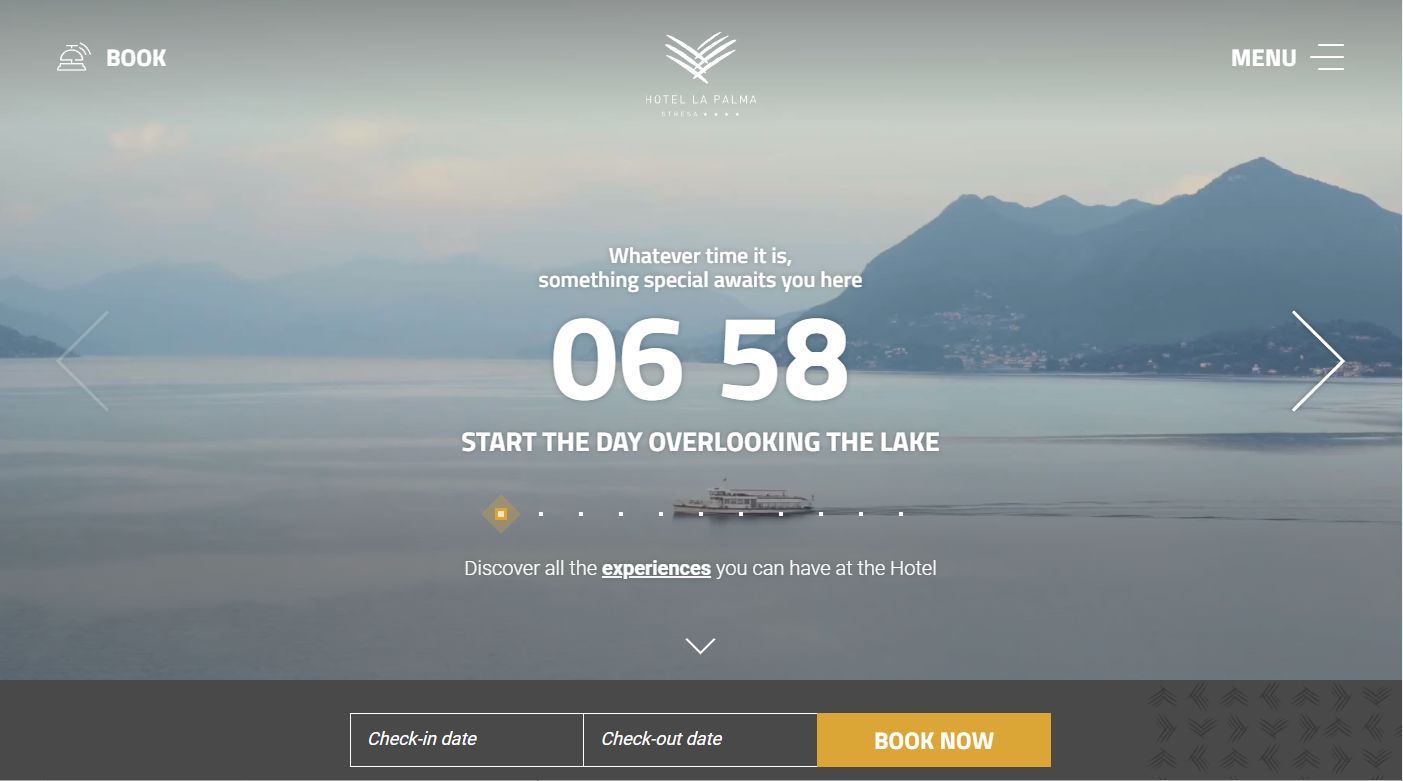 BOOK
HOTEL LA PALMA
STRESA ★ ★ ★ ★
MENU
Whatever time it is,
something special awaits you here
06 58
START THE DAY OVERLOOKING THE LAKE
Discover all the experiences you can have at the Hotel
Check-in date
Check-out date
BOOK NOW